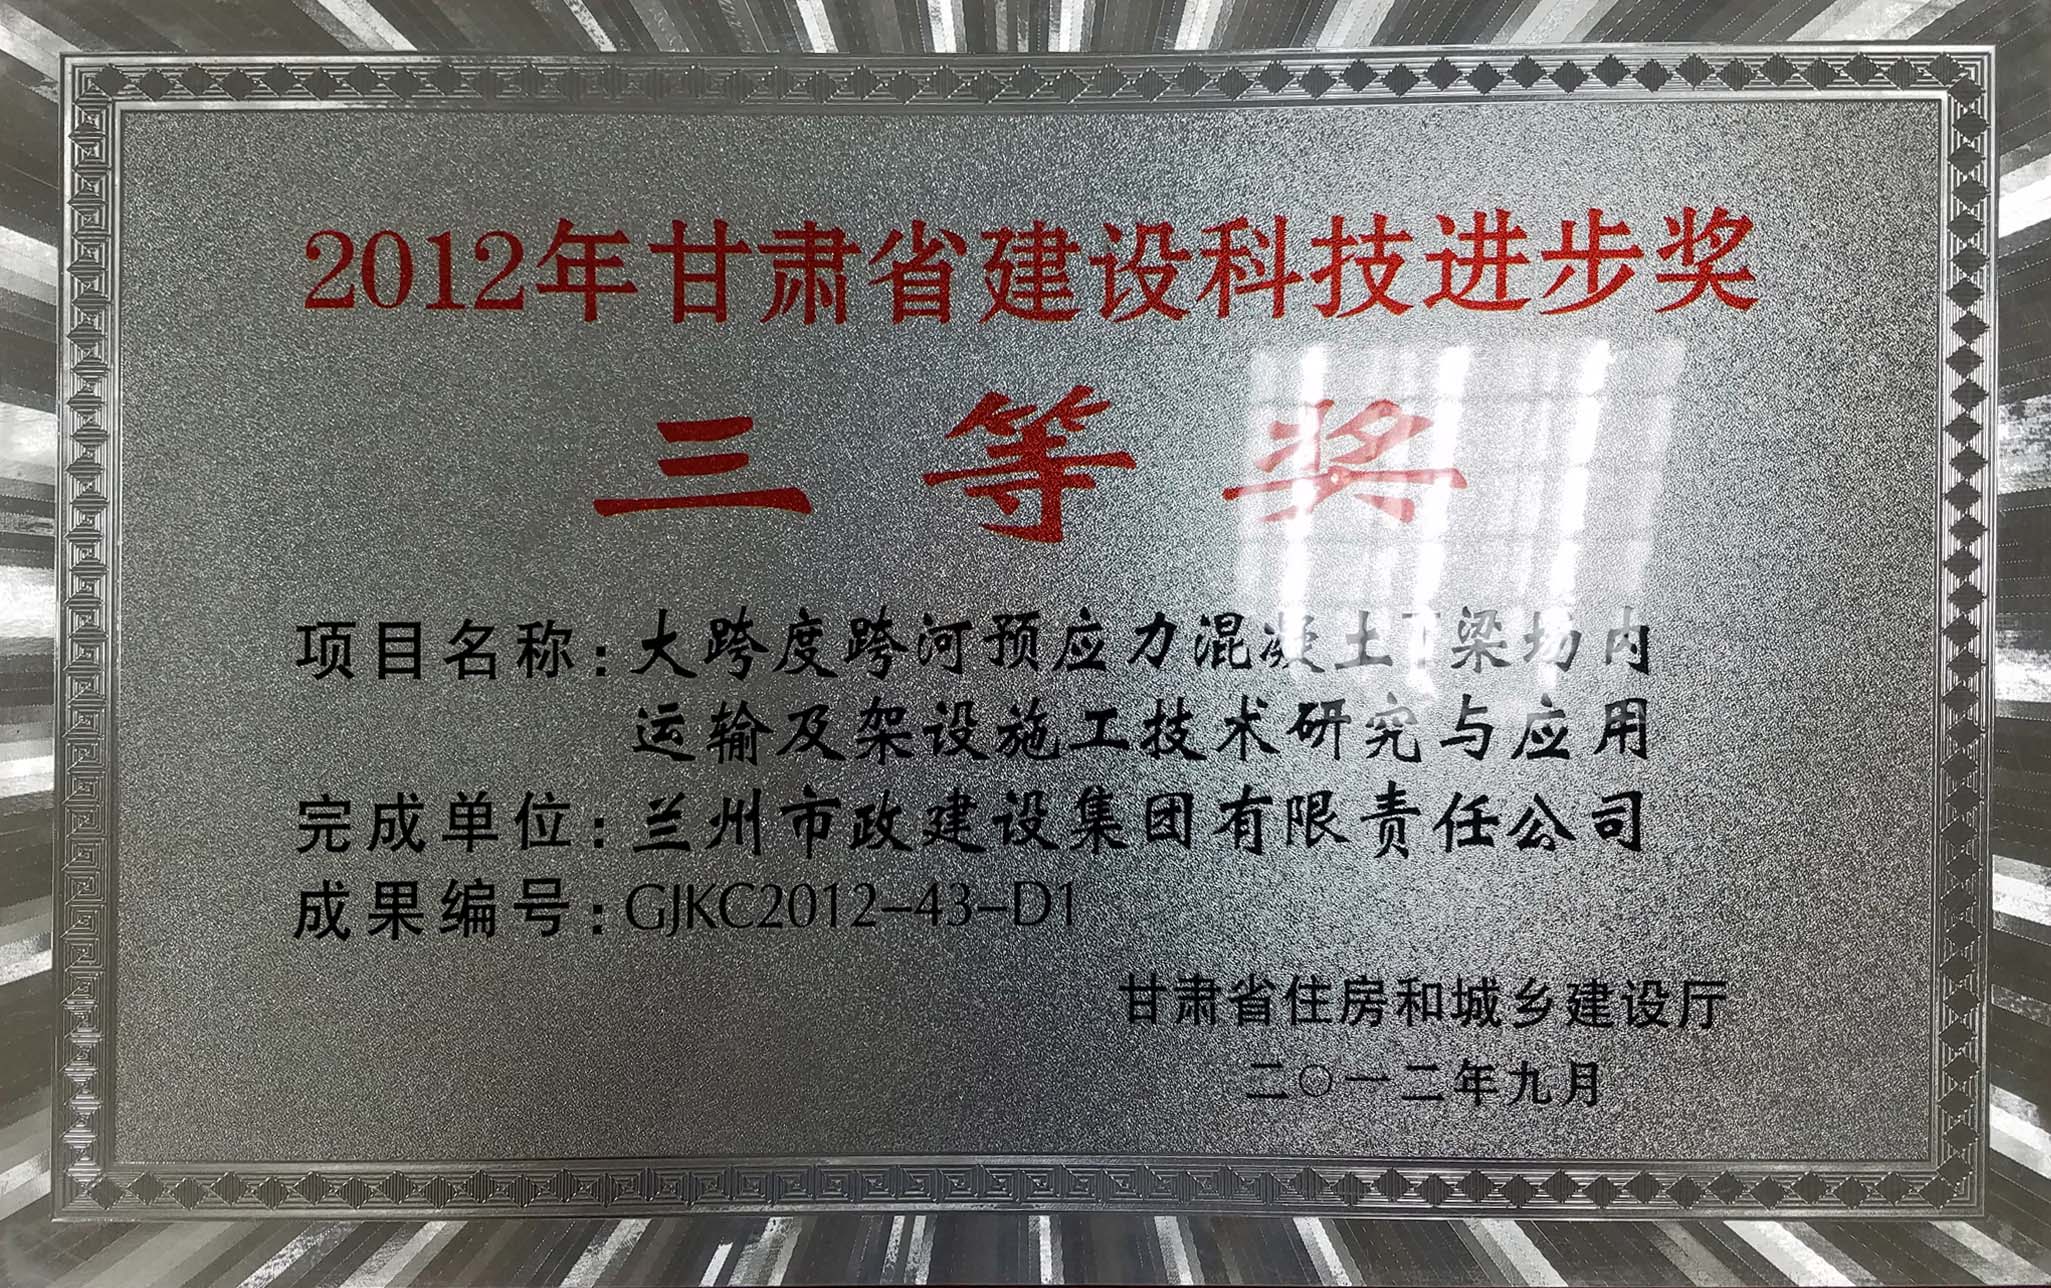 2012年甘肃省建设科技进步奖
三等奖
项目名称:大跨度跨河预应力混凝土T梁场内
运输及架设施工技术研究与应用
完成单位:兰州市政建设集团有限责任公司
成果编号:GJKC2012-43-D1
甘肃省住房和城乡建设厅
二〇一二年九月